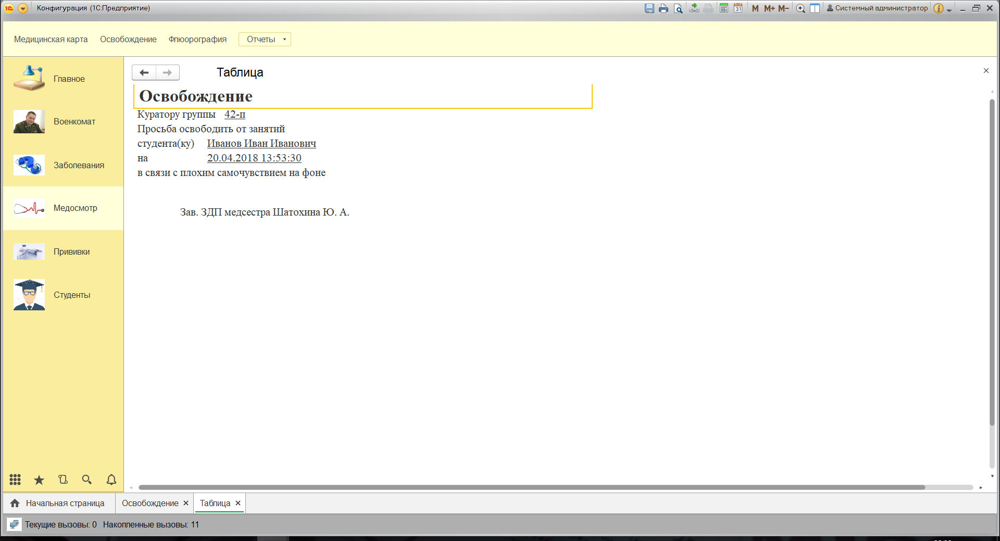 Конфигурация (1С:Предприятие)
31 M M+ M- Системный администратор
Медицинская карта Освобождение Флюорография Отчеты
Главное
Военкомат
Заболевания
Медосмотр
Прививки
Студенты
Таблица
Освобождение
Куратору группы 42-п
Просьба освободить от занятий
студента(ку) Иванов Иван Иванович
на 20.04.2018 13:53:30
в связи с плохим самочувствием на фоне
Зав. ЗДП медсестра Шатохина Ю. А.
Начальная страница Освобождение Таблица
Текущие вызовы: 0 Накопленные вызовы: 11